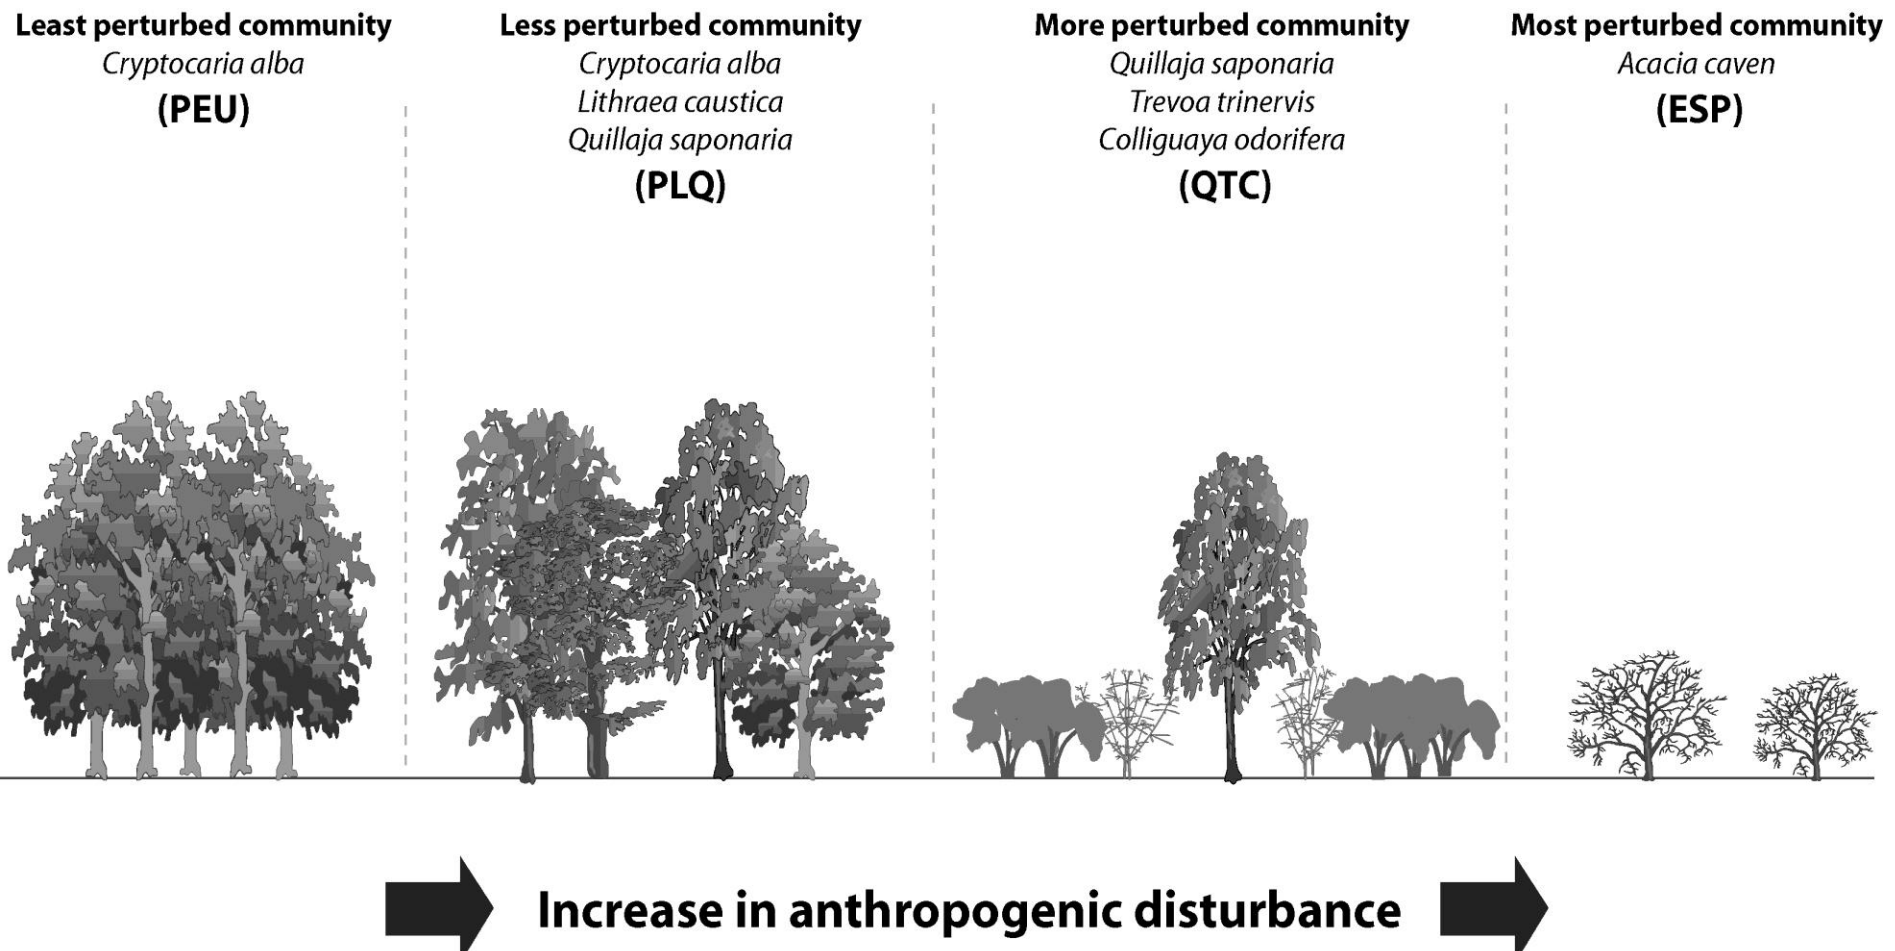 Least perturbed community
Cryptocaria alba
(PEU)
Less perturbed community
Cryptocaria alba
Lithraea caustica
Quillaja saponaria
(PLQ)
More perturbed community
Quillaja saponaria
Trevoa trinervis
Colliguaya odorifera
(QTC)
Most perturbed community
Acacia caven
(ESP)
Increase in anthropogenic disturbance